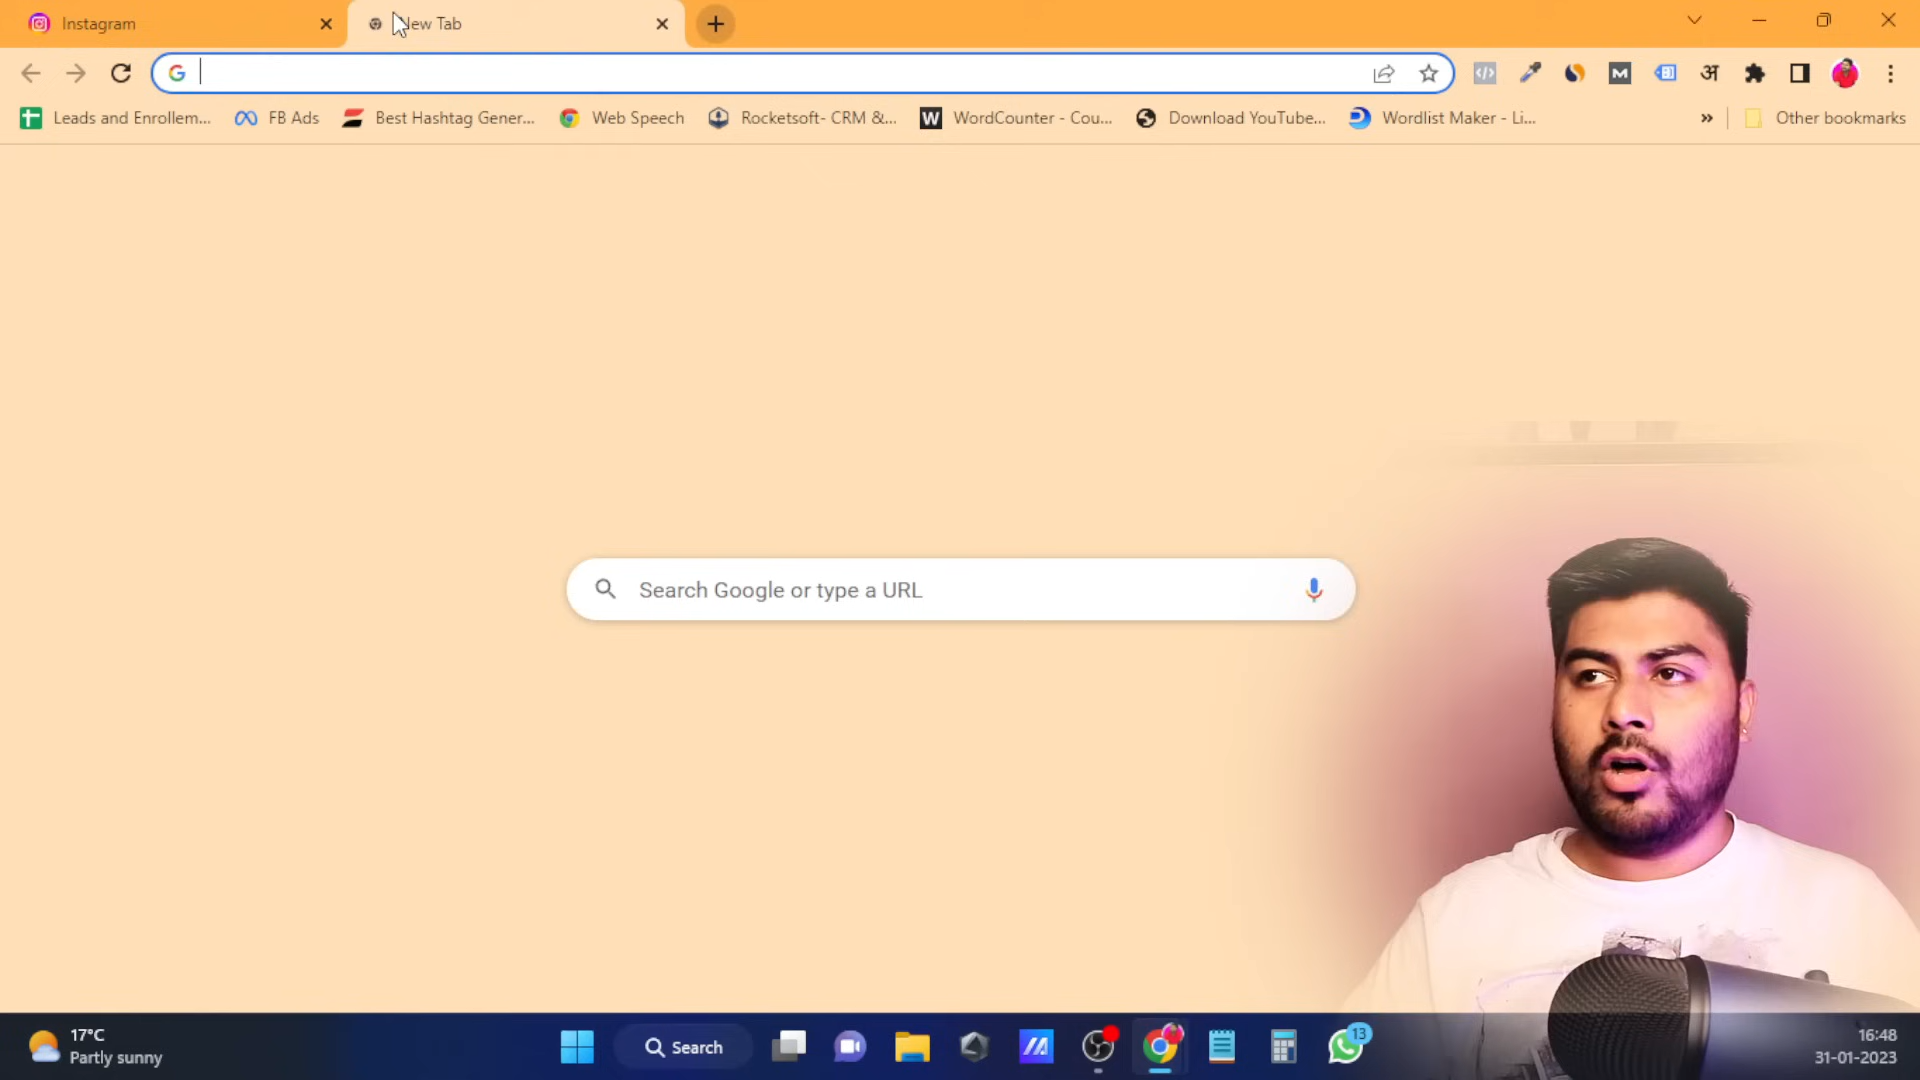 Instagram
New Tab
Leads and Enrollem...
FB Ads
Best Hashtag Gener...
Web Speech
Rocketsoft- CRM &...
W
WordCounter - Cou...
Download YouTube...
Wordlist Maker - Li...
»
Other bookmarks
M
अ
Search Google or type a URL
17°C
Partly sunny
Search
13
16:48
31-01-2023